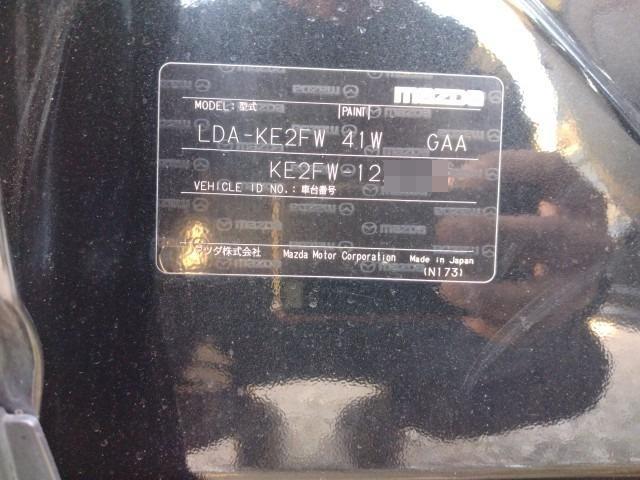 mazda
MODEL: 型式 PAINT
LDA-KE2FW 41W GAA
KE2FW-12
VEHICLE ID NO.: 車台番号
マツダ株式会社 Mazda Motor Corporation Made in Japan
(N173)